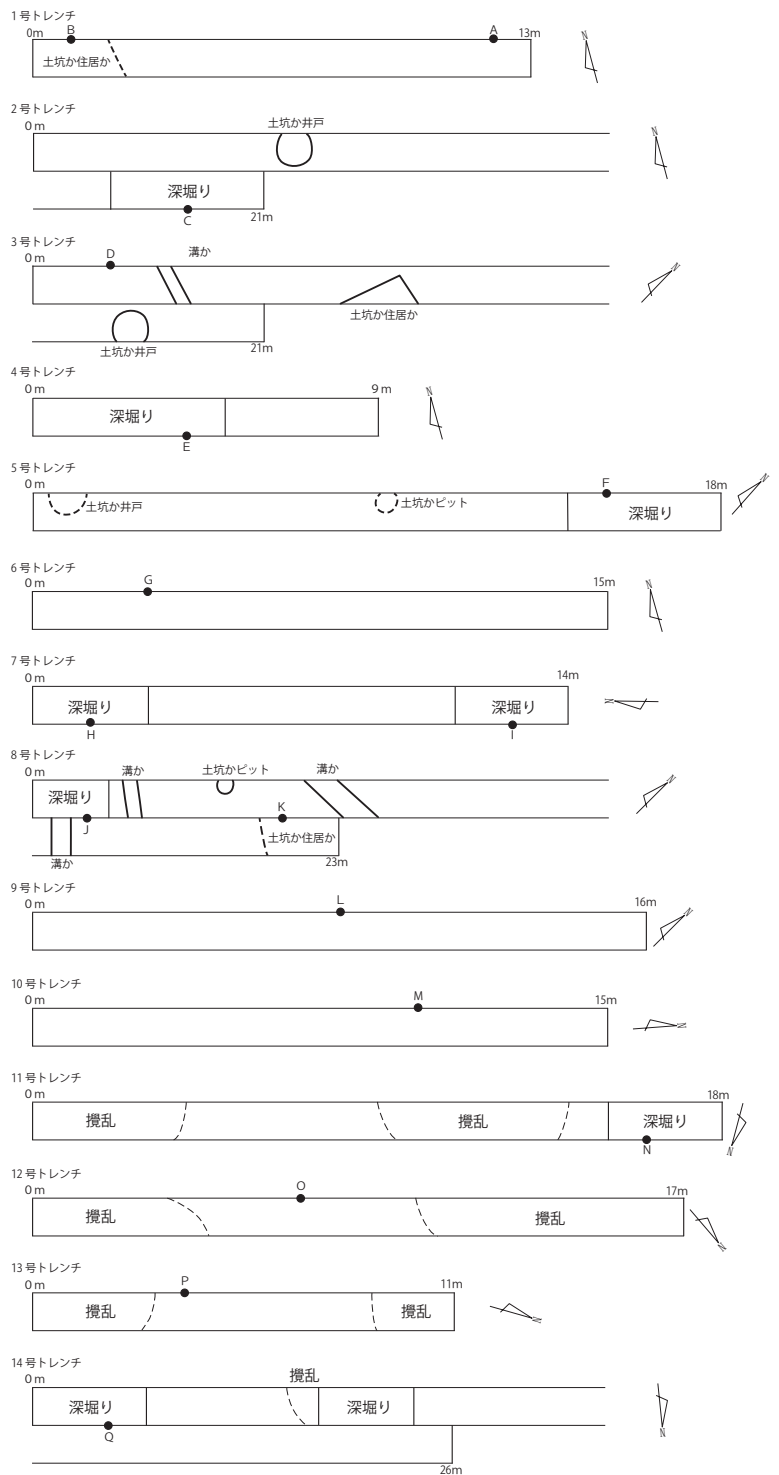 1号トレンチ
0m
B
A
13m
N
土坑か住居か
2号トレンチ
0m
土坑か井戸
N
深堀り
C
21m
3号トレンチ
0m
D
溝か
N
土坑か住居か
土坑か井戸
21m
4号トレンチ
0m
9m
N
深堀り
E
5号トレンチ
0m
F
18m
N
土坑か井戸
土坑かピット
深堀り
6号トレンチ
0m
G
15m
N
7号トレンチ
0m
14m
深堀り
深堀り
N
H
I
8号トレンチ
0m
溝か
土坑かピット
溝か
N
深堀り
J
K
土坑か住居か
溝か
23m
9号トレンチ
0m
L
16m
N
10号トレンチ
0m
M
15m
N
11号トレンチ
0m
18m
攪乱
攪乱
深堀り
N
N
12号トレンチ
0m
O
17m
攪乱
攪乱
N
13号トレンチ
0m
P
11m
攪乱
攪乱
N
14号トレンチ
0m
攪乱
深堀り
深堀り
Q
N
26m